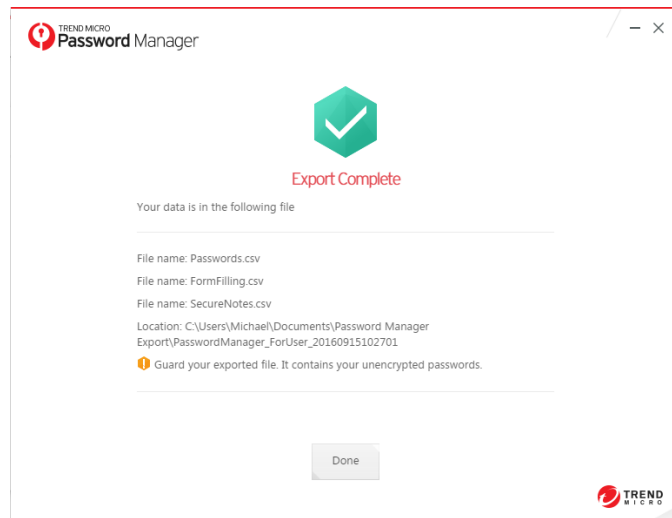 TREND MICRO
Password Manager
Export Complete
Your data is in the following file
File name: Passwords.csv
File name: FormFilling.csv
File name: SecureNotes.csv
Location: C:\Users\Michael\Documents\Password Manager
Export\PasswordManager_ForUser_20160915102701
Guard your exported file. It contains your unencrypted passwords.
Done
TREND
MICRO